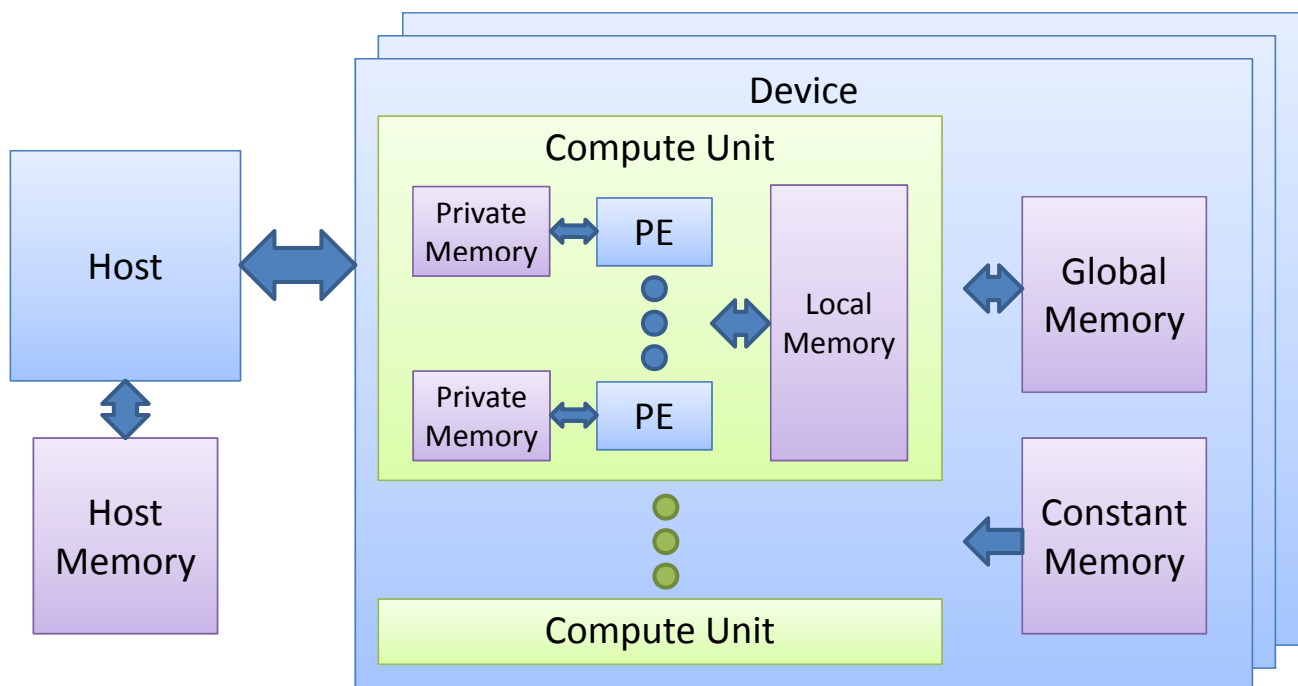 Device
Compute Unit
Private
Memory
PE
Host
Local
Memory
Global
Memory
Private
Memory
PE
Host
Memory
Constant
Memory
Compute Unit